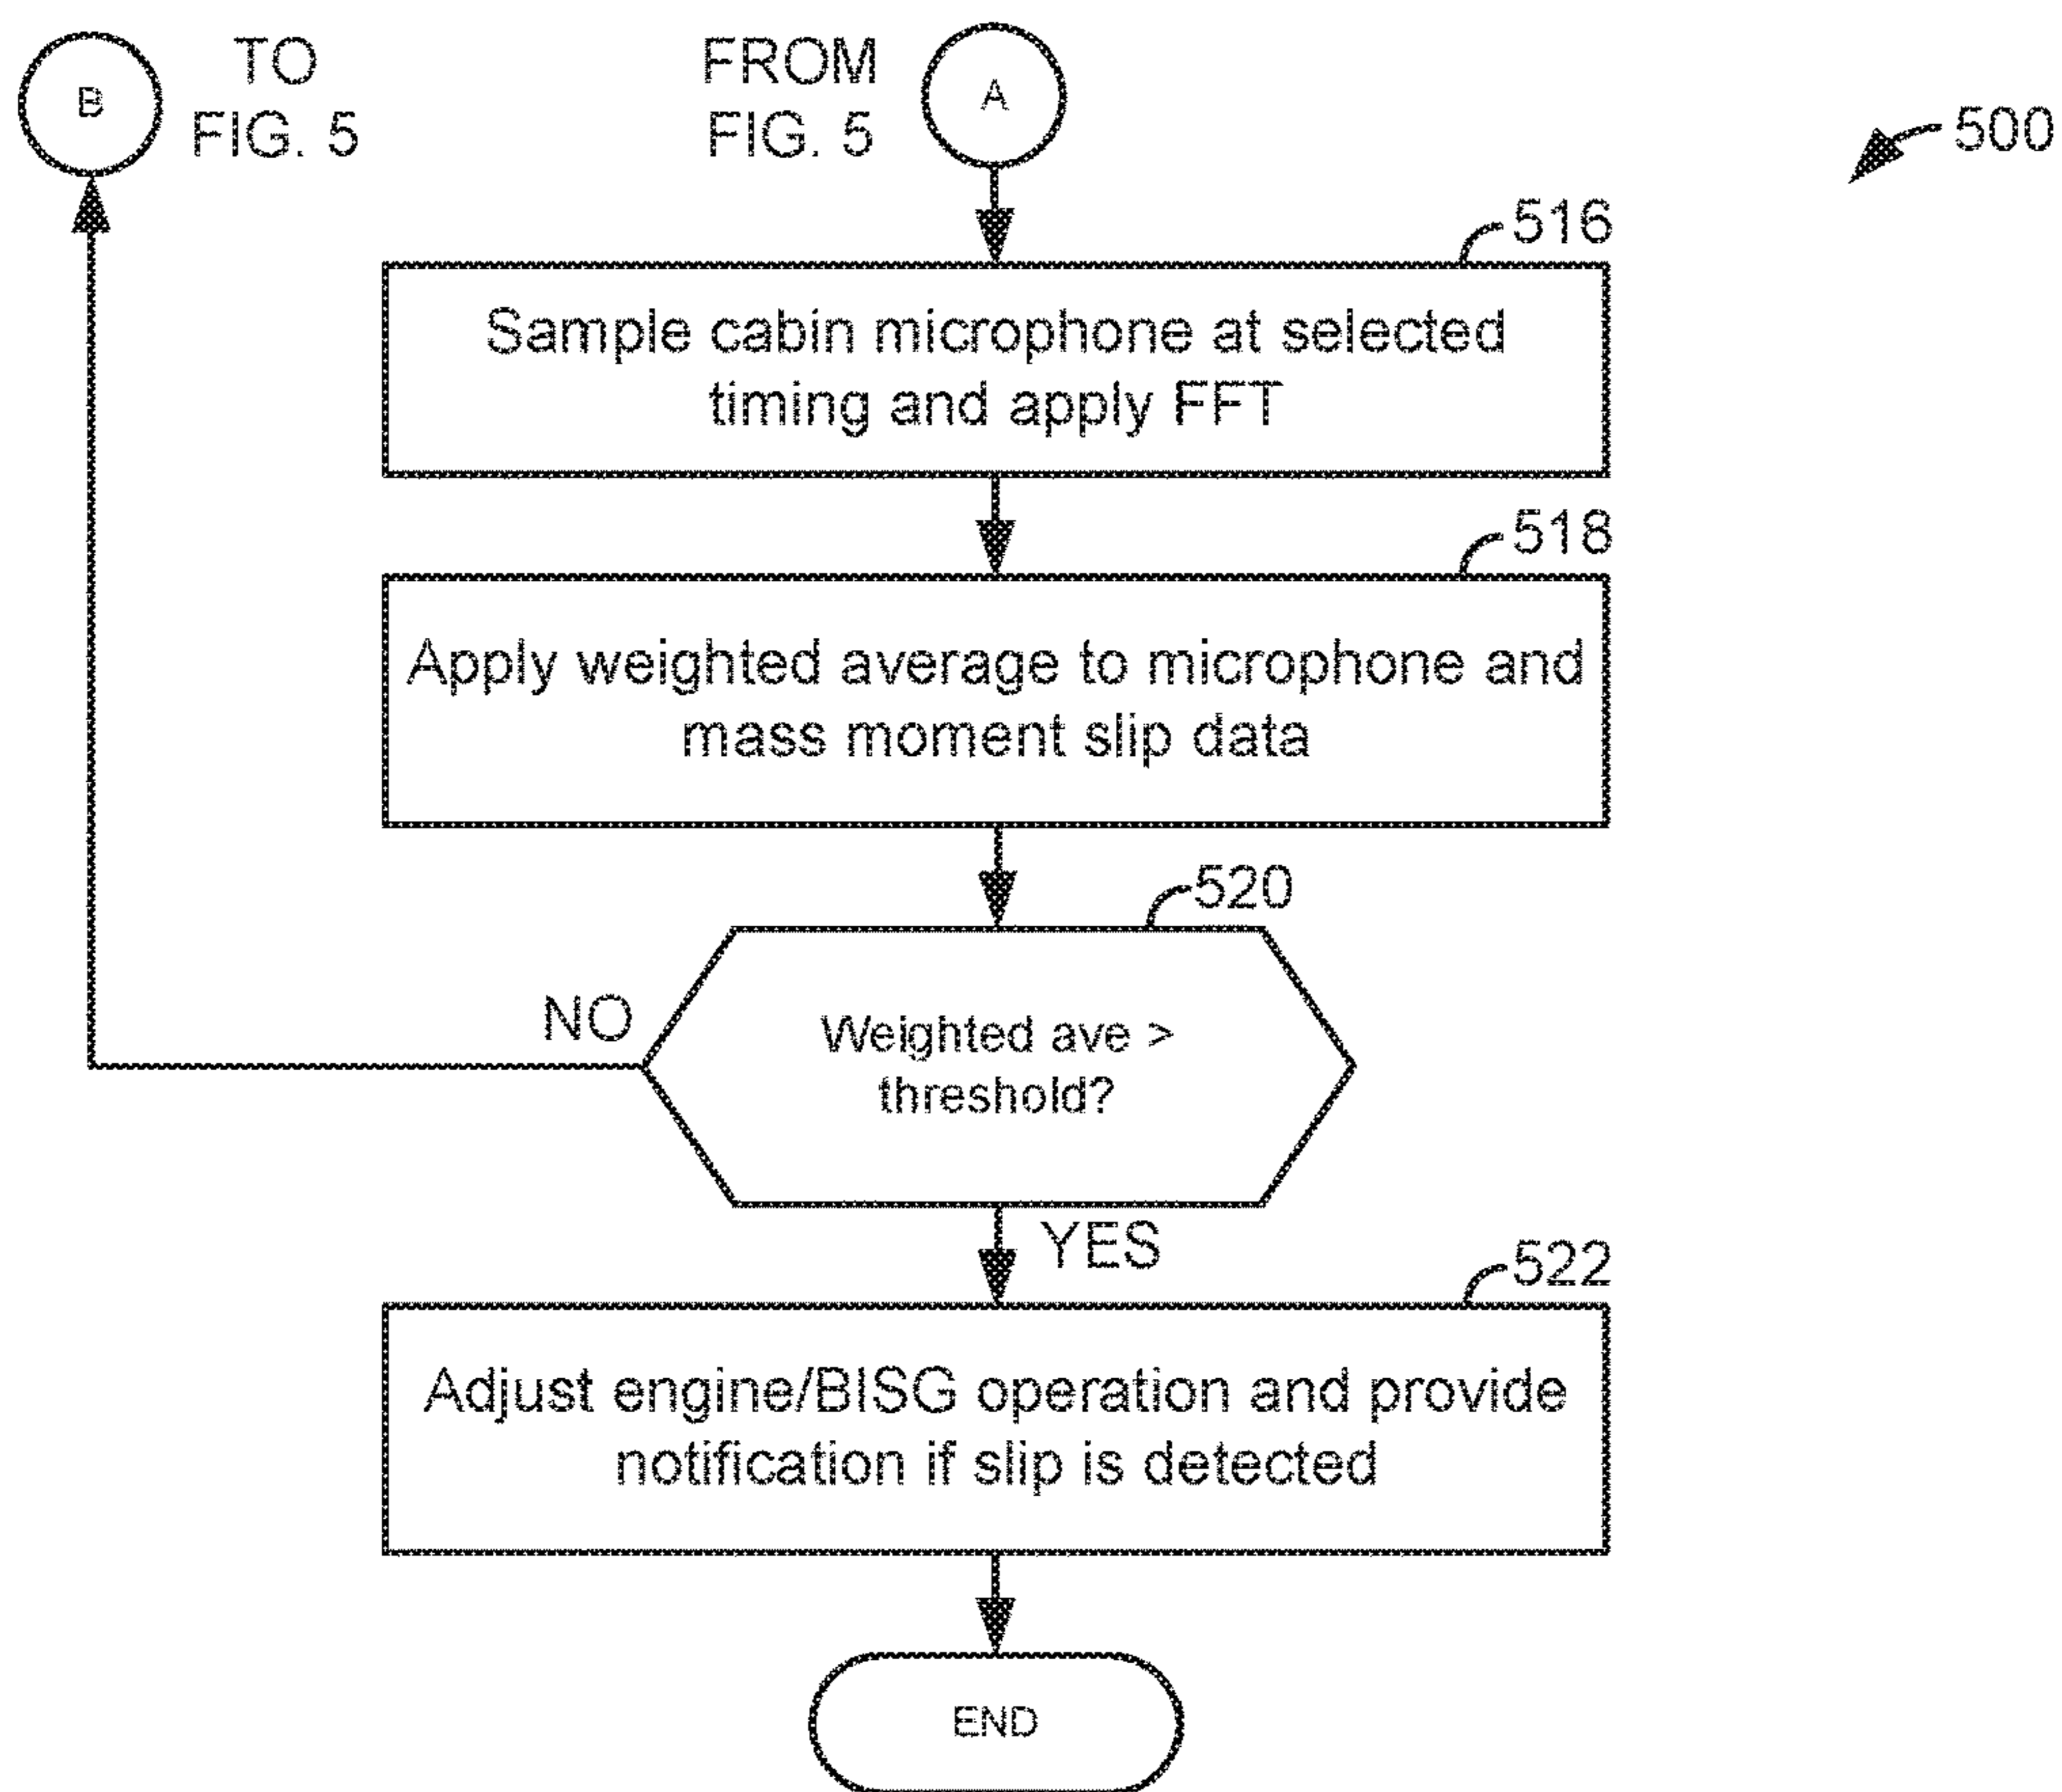 B
TO
FIG. 5
FROM
FIG. 5
A
500
516
Sample cabin microphone at selected
timing and apply FFT
518
Apply weighted average to microphone and
mass moment slip data
520
NO
Weighted ave >
threshold?
YES
522
Adjust engine/BISG operation and provide
notification if slip is detected
END